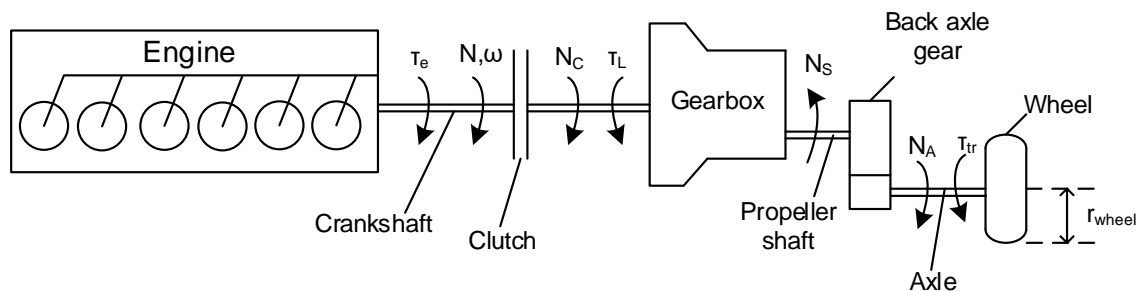 Engine
τe
N,ω
NC
τL
Gearbox
NS
Back axle
gear
Wheel
NA
τtr
rwheel
Crankshaft
Clutch
Propeller
shaft
Axle